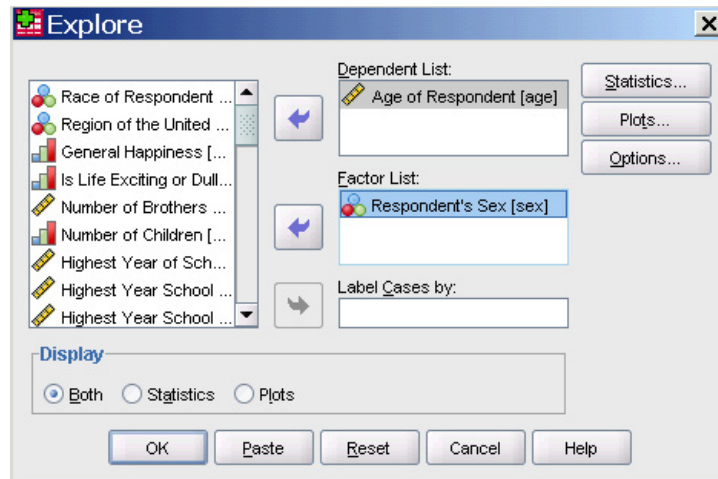 Explore
Race of Respondent ...
Region of the United ...
General Happiness [...
Is Life Exciting or Dull...
Number of Brothers ...
Number of Children [...
Highest Year of Sch...
Highest Year School ...
Highest Year School ...
Dependent List:
Age of Respondent [age]
Factor List:
Respondent's Sex [sex]
Label Cases by:
Statistics...
Plots...
Options...
Display
Both Statistics Plots
OK Paste Reset Cancel Help